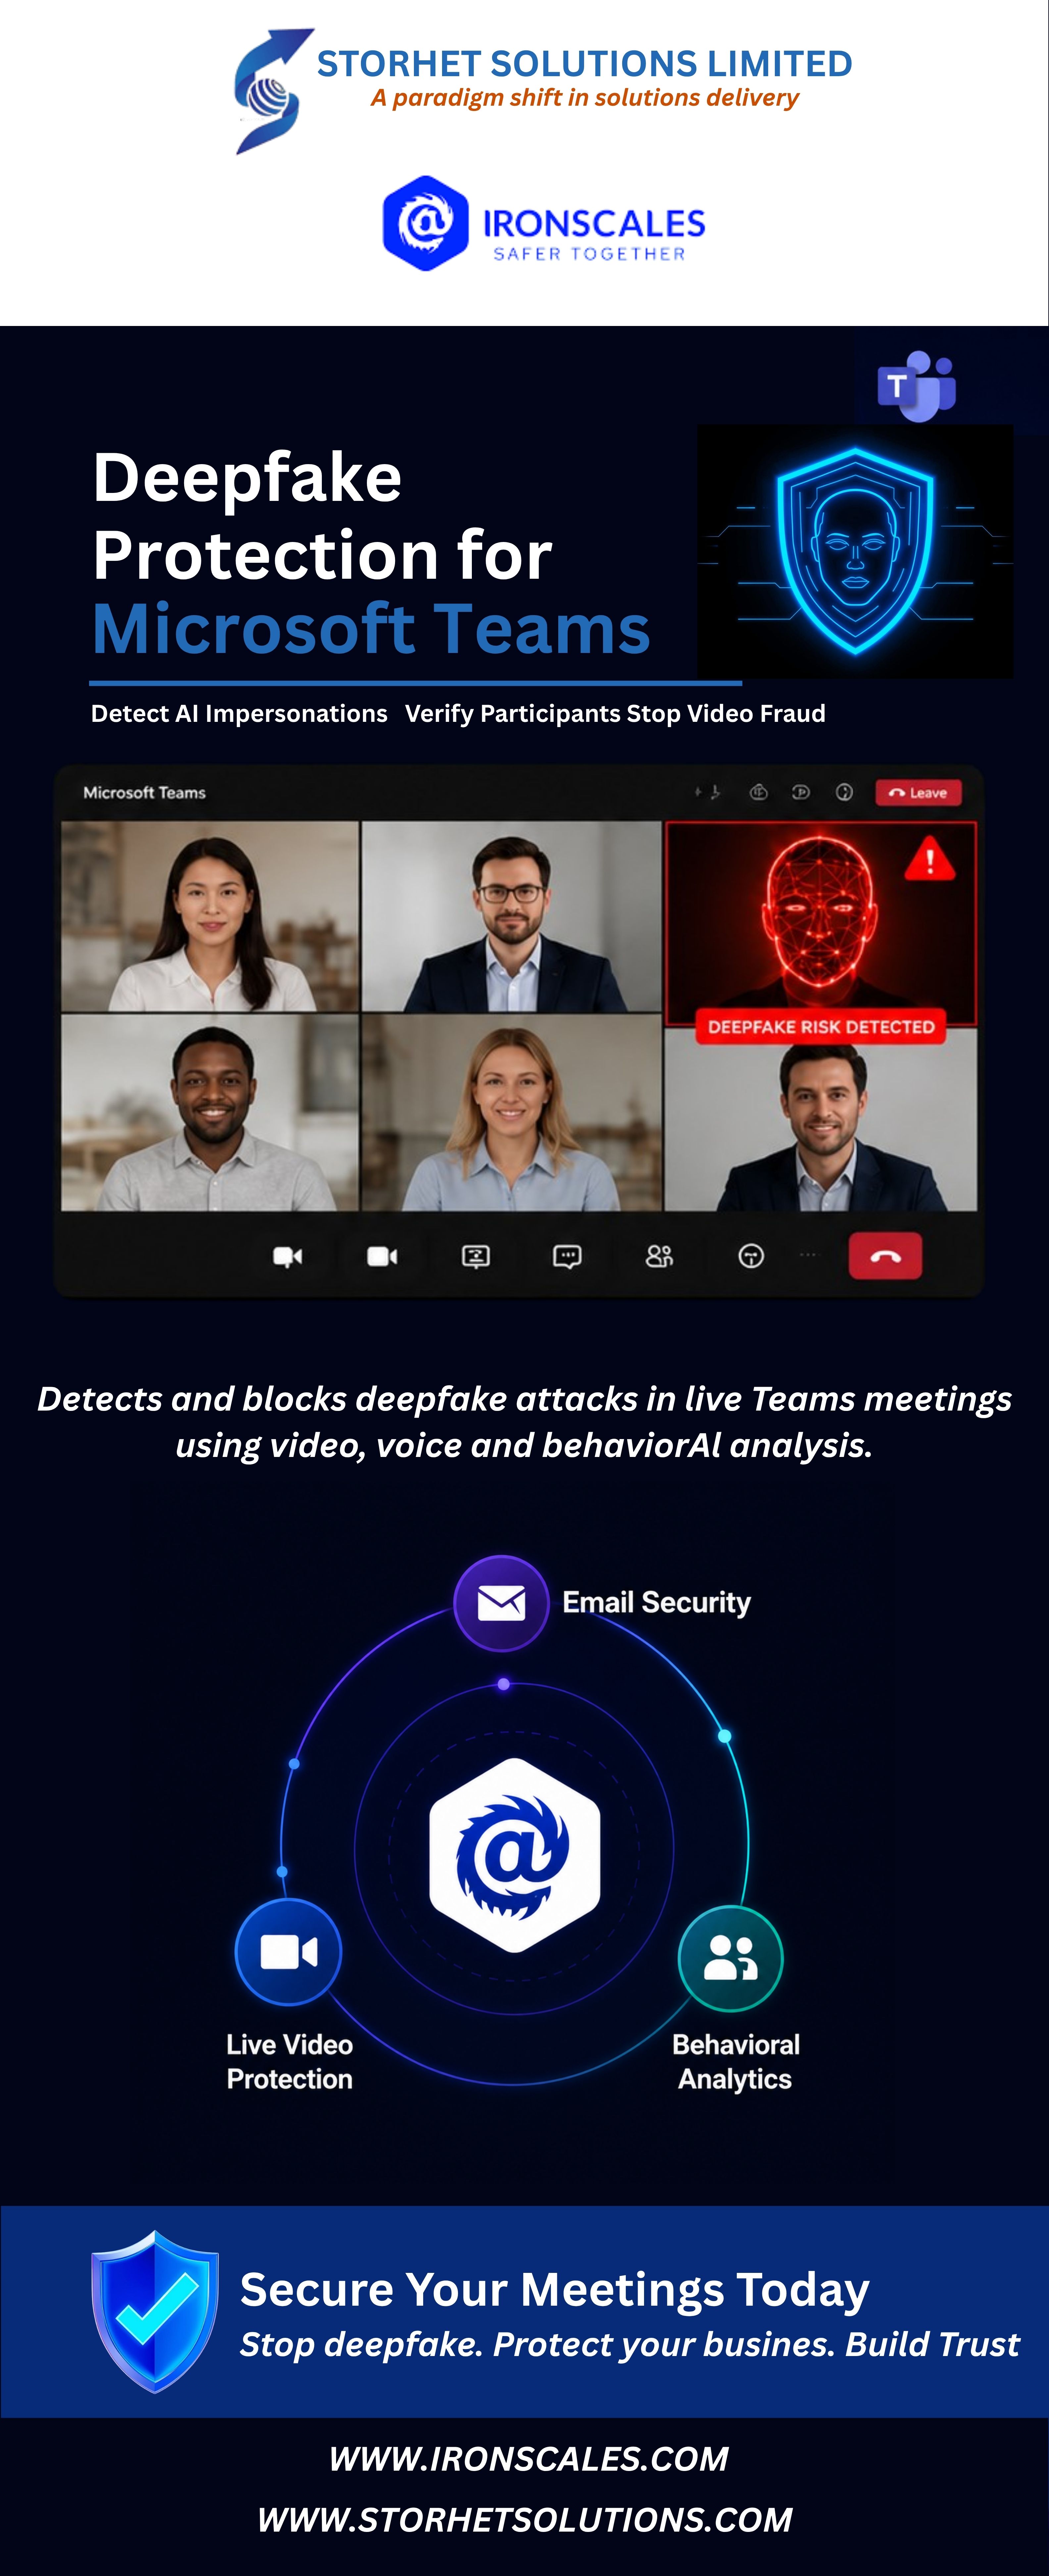 STORHET SOLUTIONS LIMITED
A paradigm shift in solutions delivery
@ IRONSCALES
SAFER TOGETHER
T
Deepfake
Protection for
Microsoft Teams
Detect AI Impersonations Verify Participants Stop Video Fraud
Microsoft Teams
Leave
DEEPFAKE RISK DETECTED
Detects and blocks deepfake attacks in live Teams meetings
using video, voice and behaviorAl analysis.
Email Security
@
Live Video
Protection
Behavioral
Analytics
Secure Your Meetings Today
Stop deepfake. Protect your busines. Build Trust
WWW.IRONSCALES.COM
WWW.STORHETSOLUTIONS.COM